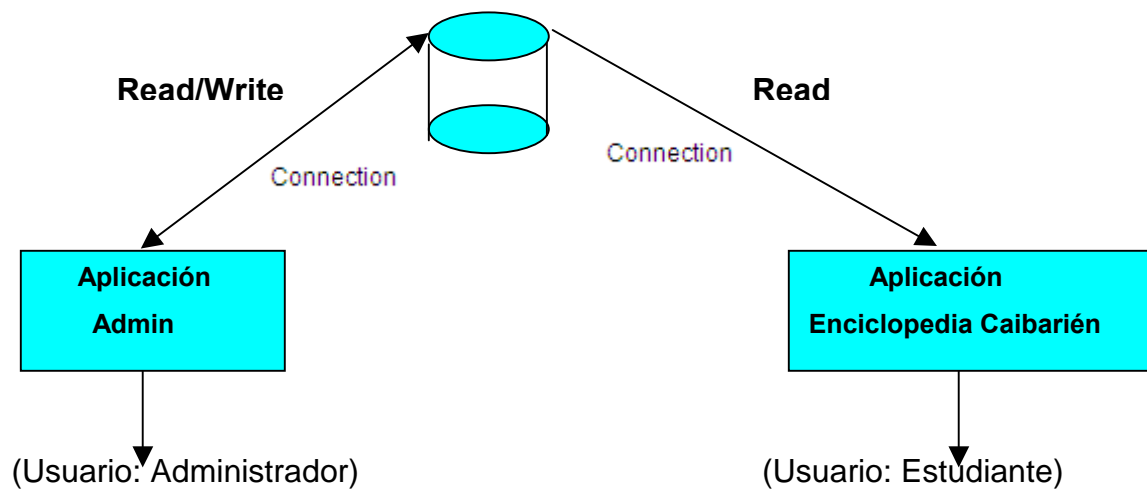 Read/Write
Read
Connection
Connection
Aplicación
Admin
Aplicación
Enciclopedia Caibarién
(Usuario: Administrador)
(Usuario: Estudiante)